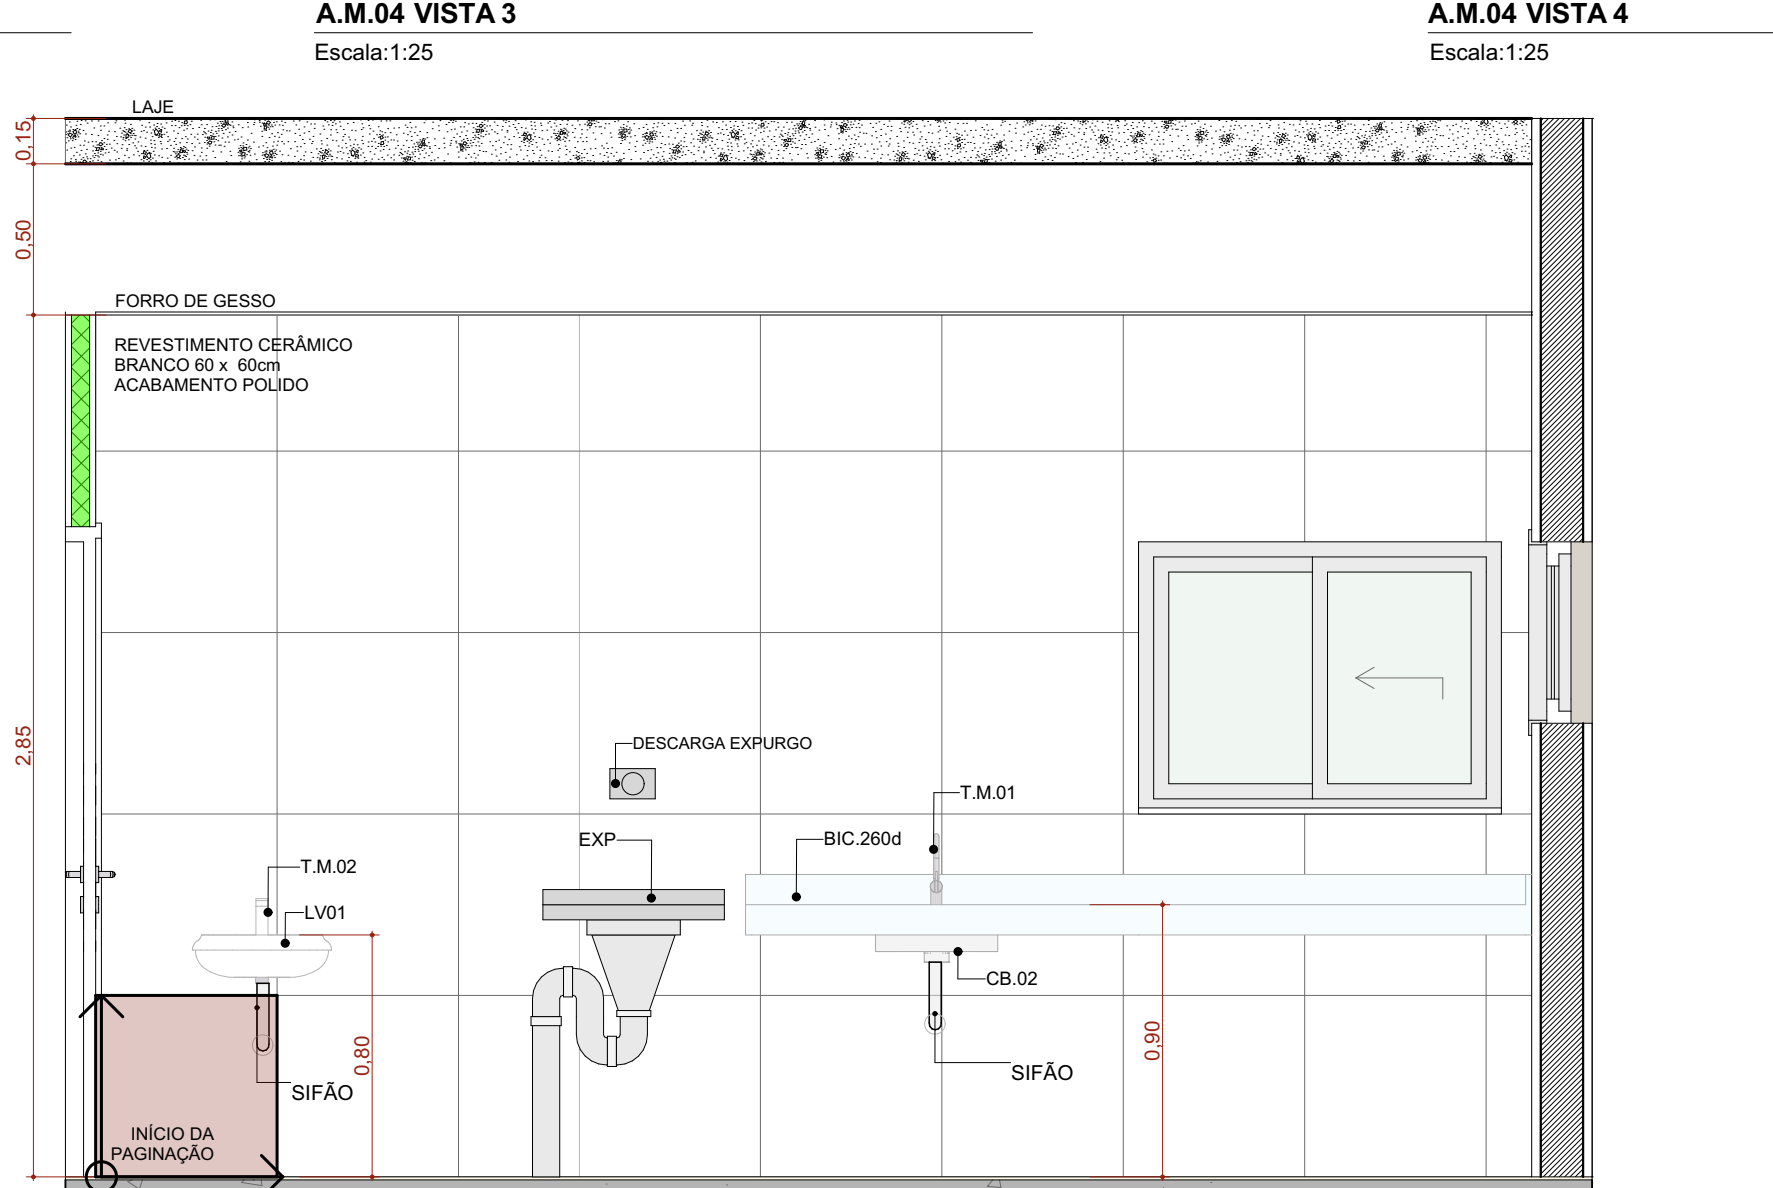 A.M.04 VISTA 3
Escala:1:25
A.M.04 VISTA 4
Escala:1:25
LAJE
0,15
0,50
FORRO DE GESSO
REVESTIMENTO CERÂMICO
BRANCO 60 x 60cm
ACABAMENTO POLIDO
2,85
DESCARGA EXPURGO
T.M.01
EXP
BIC.260d
T.M.02
LV01
CB.02
0,80
0,90
SIFÃO
SIFÃO
INÍCIO DA
PAGINAÇÃO